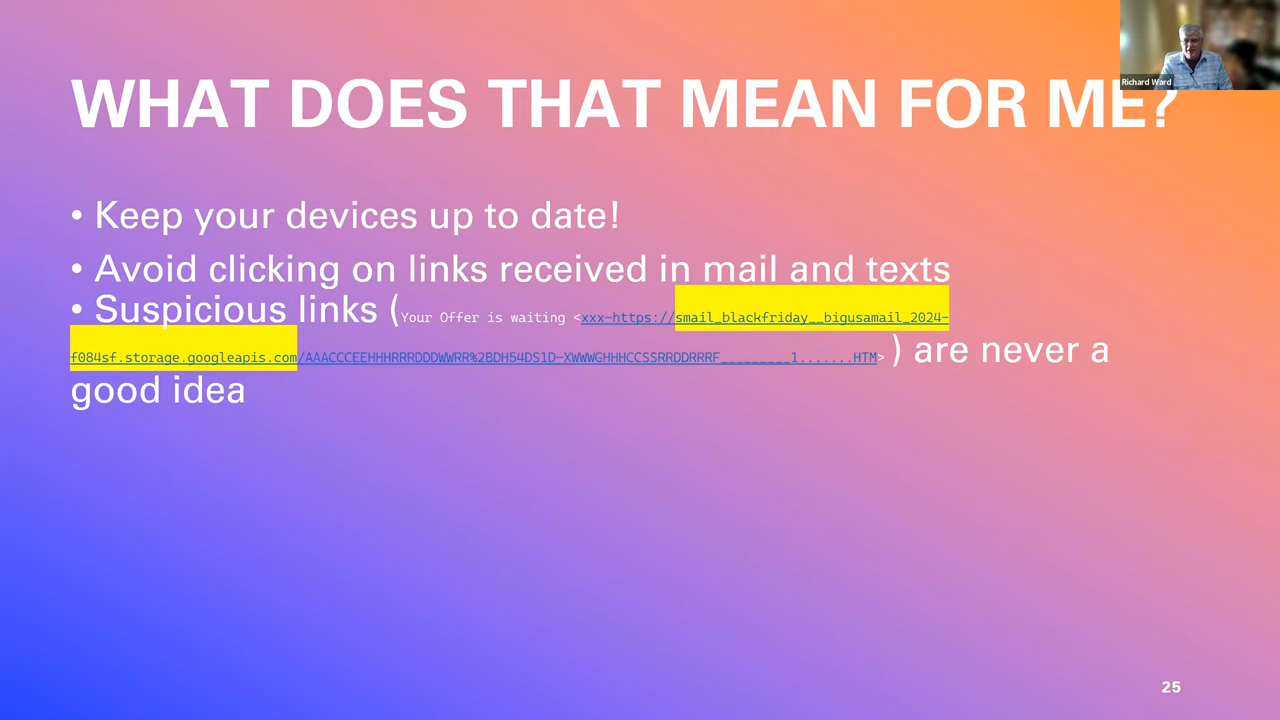 Richard Ward
WHAT DOES THAT MEAN FOR ME?
• Keep your devices up to date!
• Avoid clicking on links received in mail and texts
• Suspicious links (Your Offer is waiting <xxx-https://smail_blackfriday__bigusamail_2024-
f084sf.storage.googleapis.com/AAACCCEEHHHRRRDDDWWRR%2BDH54DS1D-XWWWGHHHCCSSRRDDRRRF_________1.......HTM> ) are never a
good idea
25